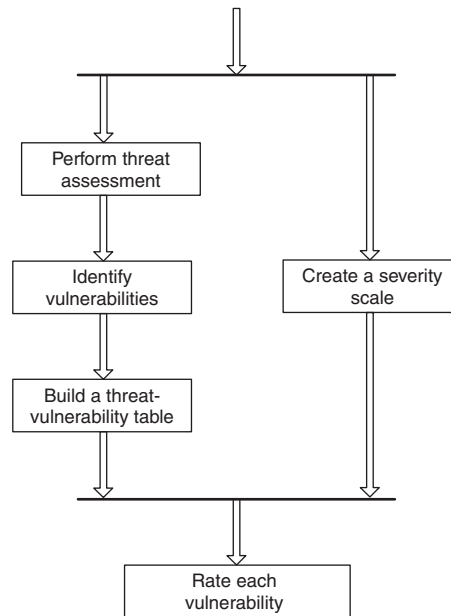 Perform threat
assessment
Identify
vulnerabilities
Create a severity
scale
Build a threat-
vulnerability table
Rate each
vulnerability